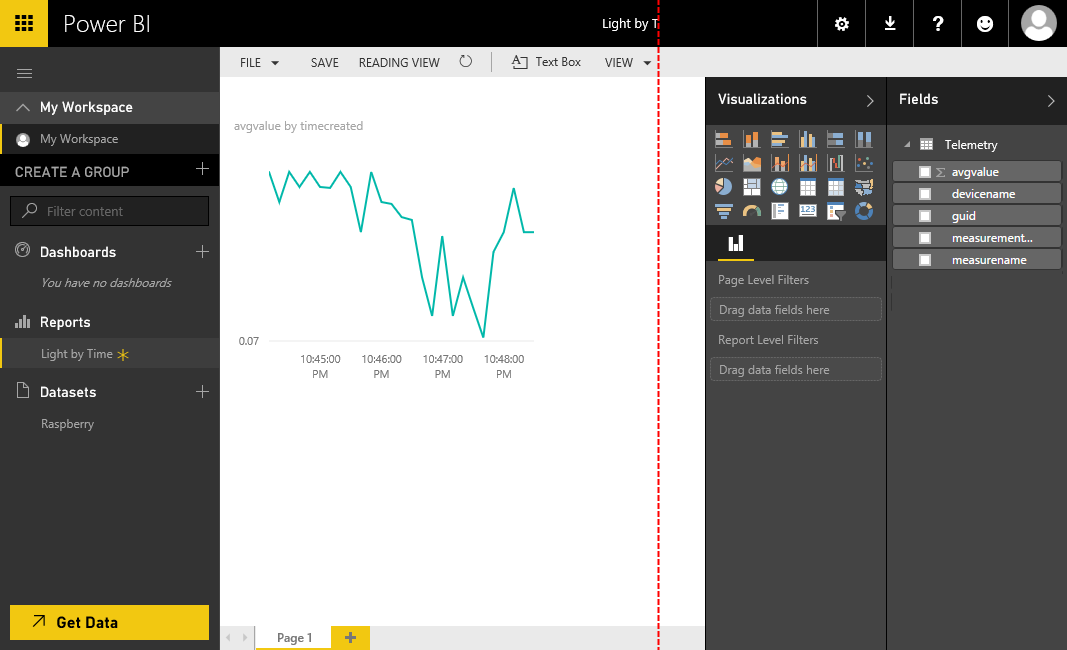 Power BI
Light by T
FILE
SAVE
READING VIEW
Text Box
VIEW
My Workspace
My Workspace
CREATE A GROUP
Filter content
Dashboards
You have no dashboards
Reports
Light by Time
Datasets
Raspberry
Get Data
avgvalue by timecreated
0.07
10:45:00 PM
10:46:00 PM
10:47:00 PM
10:48:00 PM
Page 1
Visualizations
123
Page Level Filters
Drag data fields here
Report Level Filters
Drag data fields here
Fields
Telemetry
avgvalue
devicename
guid
measurement...
measurename